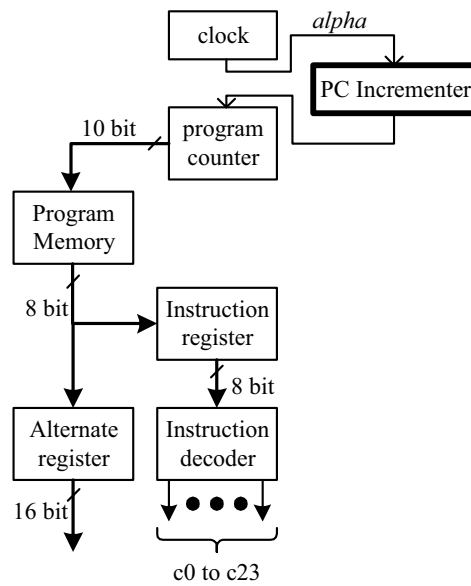 clock
alpha
PC Incrementer
10 bit
program
counter
Program
Memory
8 bit
Instruction
register
8 bit
Alternate
register
Instruction
decoder
16 bit
c0 to c23